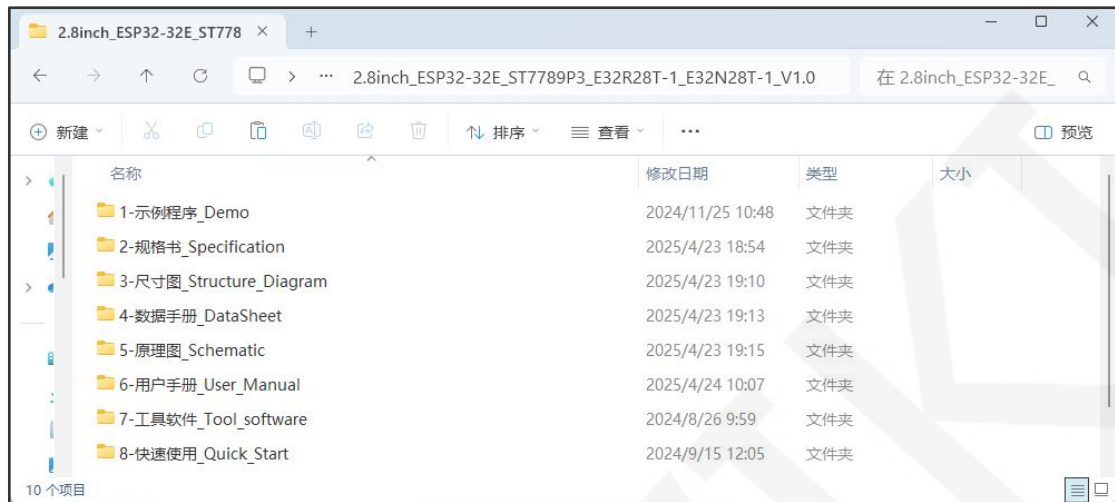 2.8inch_ESP32-32E_ST778
2.8inch_ESP32-32E_ST7789P3_E32R28T-1_E32N28T-1_V1.0 在 2.8inch_ESP32-32E_
新建 排序 查看 预览
名称 修改日期 类型 大小
1-示例程序_Demo 2024/11/25 10:48 文件夹
2-规格书_Specification 2025/4/23 18:54 文件夹
3-尺寸图_Structure_Diagram 2025/4/23 19:10 文件夹
4-数据手册_DataSheet 2025/4/23 19:13 文件夹
5-原理图_Schematic 2025/4/23 19:15 文件夹
6-用户手册_User_Manual 2025/4/24 10:07 文件夹
7-工具软件_Tool_software 2024/8/26 9:59 文件夹
8-快速使用_Quick_Start 2024/9/15 12:05 文件夹
10 个项目